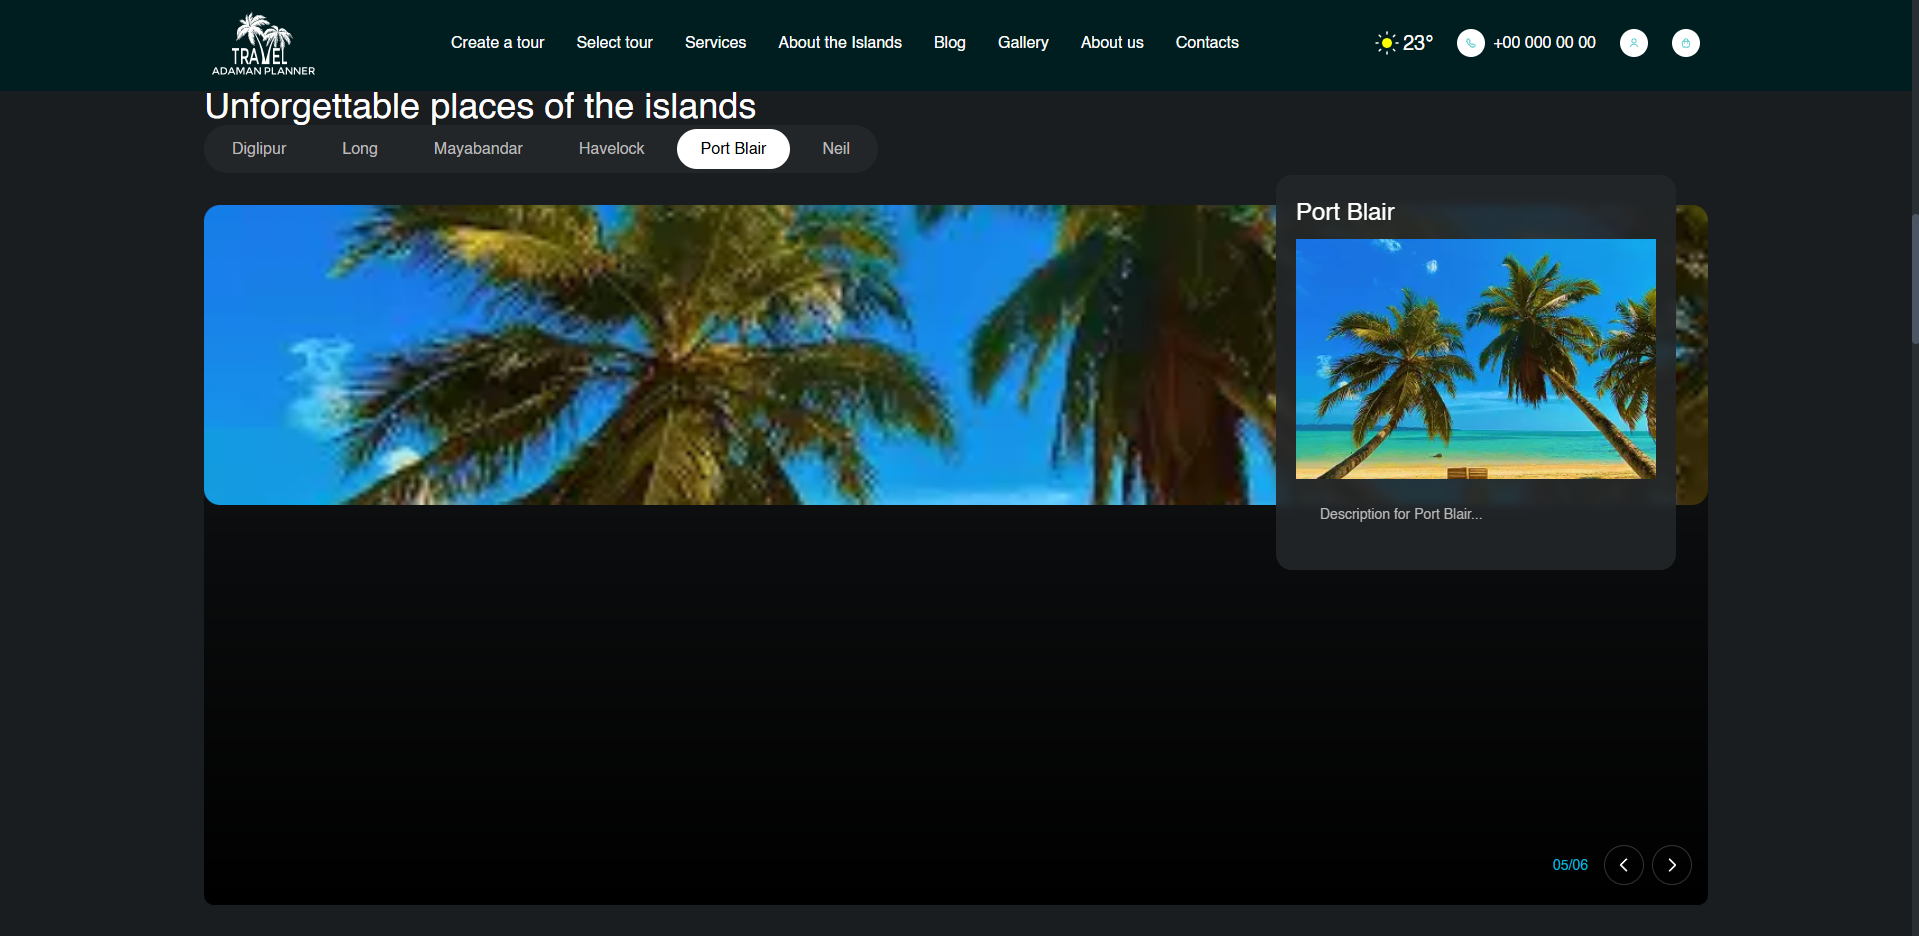 TRAVEL
ADAMAN PLANNER
Create a tour
Select tour
Services
About the Islands
Blog
Gallery
About us
Contacts
23°
+00 000 00 00
Unforgettable places of the islands
Diglipur
Long
Mayabandar
Havelock
Port Blair
Neil
Port Blair
Description for Port Blair...
05/06